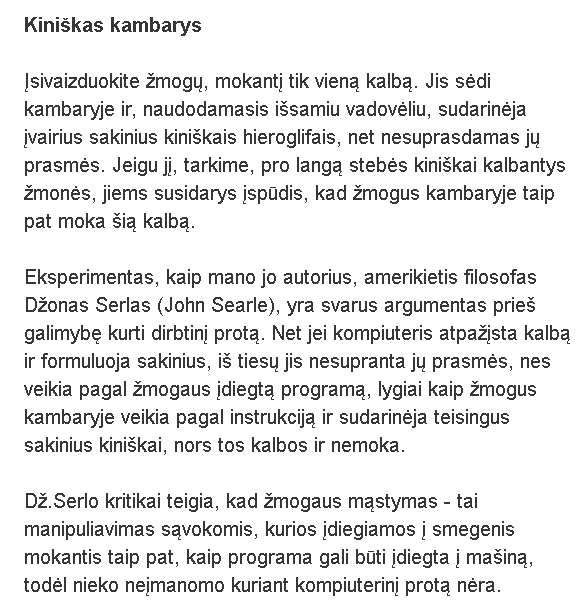 Kiniškas kambarys
Įsivaizduokite žmogų, mokantį tik vieną kalbą. Jis sėdi
kambaryje ir, naudodamasis išsamiu vadovėliu, sudarinėja
įvairius sakinius kiniškais hieroglifais, net nesuprasdamas jų
prasmės. Jeigu jį, tarkime, pro langą stebės kiniškai kalbantys
žmonės, jiems susidarys įspūdis, kad žmogus kambaryje taip
pat moka šią kalbą.
Eksperimentas, kaip mano jo autorius, amerikietis filosofas
Džonas Serlas (John Searle), yra svarus argumentas prieš
galimybę kurti dirbtinį protą. Net jei kompiuteris atpažįsta kalbą
ir formuluoja sakinius, iš tiesų jis nesupranta jų prasmės, nes
veikia pagal žmogaus įdiegtą programą, lygiai kaip žmogus
kambaryje veikia pagal instrukciją ir sudarinėja teisingus
sakinius kiniškai, nors tos kalbos ir nemoka.
Dž.Serlo kritikai teigia, kad žmogaus mąstymas - tai
manipuliavimas sąvokomis, kurios įdiegiamos į smegenis
mokantis taip pat, kaip programa gali būti įdiegta į mašiną,
todėl nieko neįmanomo kuriant kompiuterinį protą nėra.